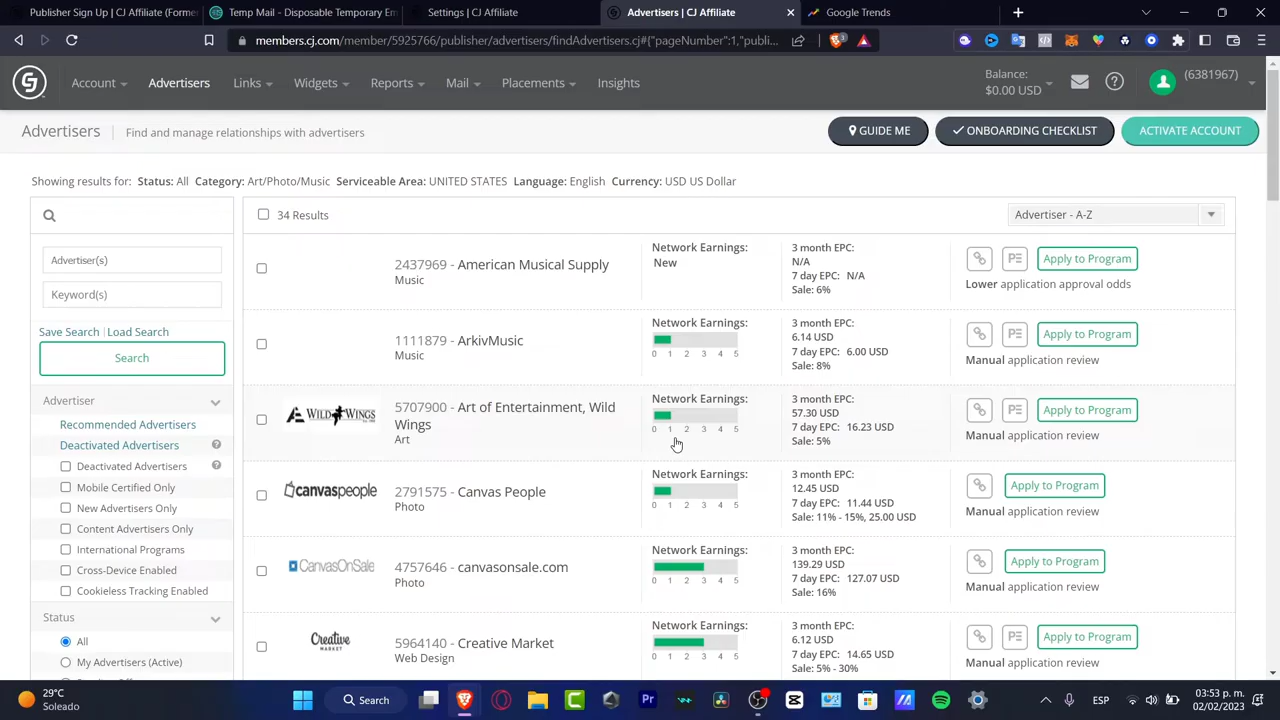 Publisher Sign Up | CJ Affiliate (Former
Temp Mail - Disposable Temporary Em
Settings | CJ Affiliate
Advertisers | CJ Affiliate
Google Trends
members.cj.com/member/5925766/publisher/advertisers/findAdvertisers.cj#{"pageNumber":1,"publi...
Account
Advertisers
Links
Widgets
Reports
Mail
Placements
Insights
Balance:
$0.00 USD
(6381967)
Advertisers
Find and manage relationships with advertisers
GUIDE ME
ONBOARDING CHECKLIST
ACTIVATE ACCOUNT
Showing results for: Status: All Category: Art/Photo/Music Serviceable Area: UNITED STATES Language: English Currency: USD US Dollar
34 Results
Advertiser - A-Z
Advertiser(s)
Keyword(s)
Save Search | Load Search
Search
Advertiser
Recommended Advertisers
Deactivated Advertisers
Deactivated Advertisers
Mobile Certified Only
New Advertisers Only
Content Advertisers Only
International Programs
Cross-Device Enabled
Cookieless Tracking Enabled
Status
All
My Advertisers (Active)
2437969 - American Musical Supply
Music
Network Earnings:
New
3 month EPC:
N/A
7 day EPC: N/A
Sale: 6%
PE
Apply to Program
Lower application approval odds
1111879 - ArkivMusic
Music
Network Earnings:
0 1 2 3 4 5
3 month EPC:
6.14 USD
7 day EPC: 6.00 USD
Sale: 8%
PE
Apply to Program
Manual application review
WILD WINGS
5707900 - Art of Entertainment, Wild
Wings
Art
Network Earnings:
0 1 2 3 4 5
3 month EPC:
57.30 USD
7 day EPC: 16.23 USD
Sale: 5%
PE
Apply to Program
Manual application review
canvaspeople
2791575 - Canvas People
Photo
Network Earnings:
0 1 2 3 4 5
3 month EPC:
12.45 USD
7 day EPC: 11.44 USD
Sale: 11% - 15%, 25.00 USD
Apply to Program
Manual application review
CanvasOnSale
4757646 - canvasonsale.com
Photo
Network Earnings:
0 1 2 3 4 5
3 month EPC:
139.29 USD
7 day EPC: 127.07 USD
Sale: 16%
Apply to Program
Manual application review
CREATIVE
MARKET
5964140 - Creative Market
Web Design
Network Earnings:
0 1 2 3 4 5
3 month EPC:
6.12 USD
7 day EPC: 14.65 USD
Sale: 5% - 30%
PE
Apply to Program
Manual application review
29°C
Soleado
Search
Pr
ESP
03:53 p. m.
02/02/2023